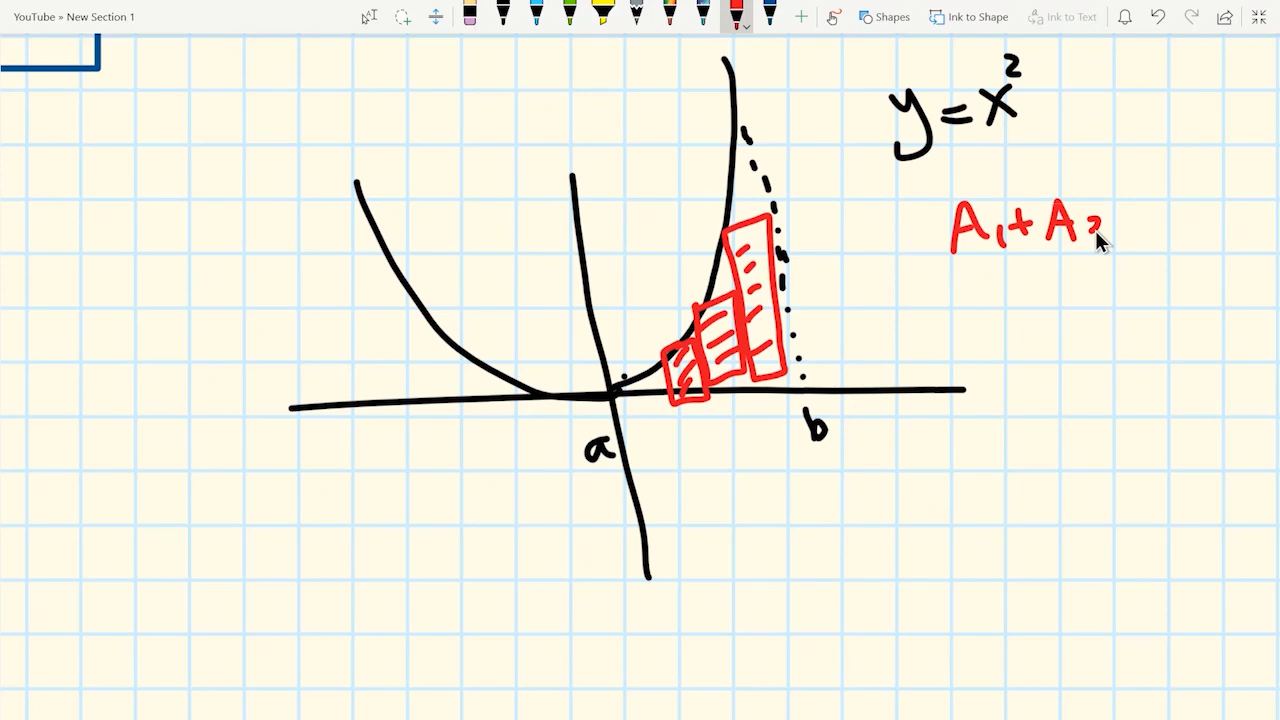 YouTube » New Section 1
Shapes
Ink to Shape
Ink to Text
y = x²
A₁ + A₂
a
b